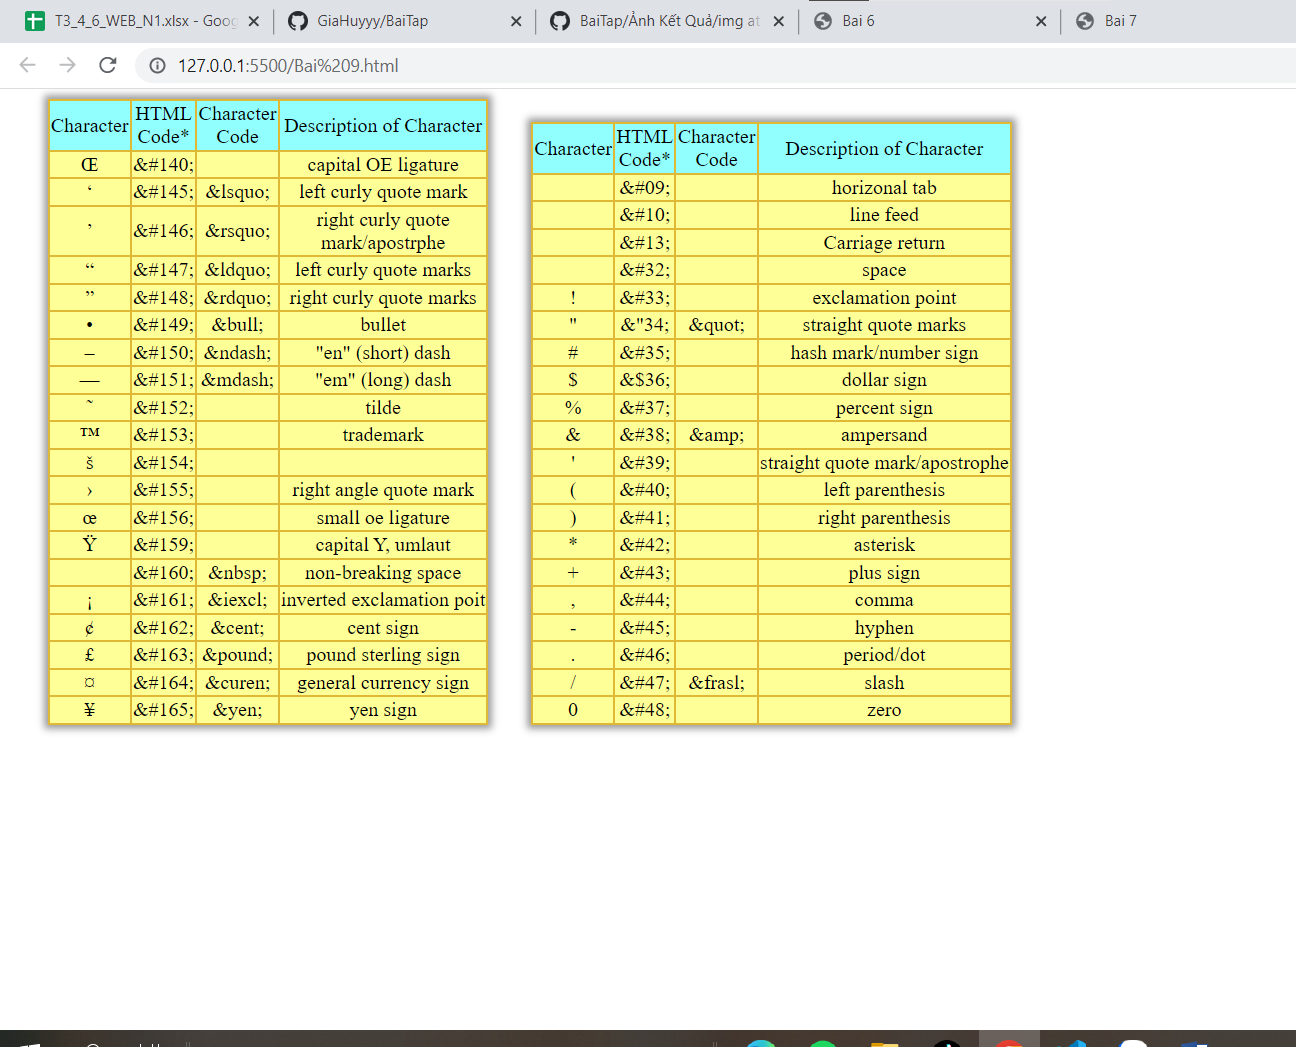 T3_4_6_WEB_N1.xlsx - Goog
GiaHuyyy/BaiTap
BaiTap/Ảnh Kết Quả/img at
Bai 6
Bai 7
127.0.0.1:5500/Bai%209.html
Character HTML Code* Character Code Description of Character
Œ &#140; capital OE ligature
‘ &#145; &lsquo; left curly quote mark
’ &#146; &rsquo; right curly quote mark/apostrphe
“ &#147; &ldquo; left curly quote marks
” &#148; &rdquo; right curly quote marks
• &#149; &bull; bullet
– &#150; &ndash; "en" (short) dash
— &#151; &mdash; "em" (long) dash
˜ &#152; tilde
™ &#153; trademark
š &#154;
› &#155; right angle quote mark
œ &#156; small oe ligature
Ÿ &#159; capital Y, umlaut
&#160; &nbsp; non-breaking space
¡ &#161; &iexcl; inverted exclamation poit
¢ &#162; &cent; cent sign
£ &#163; &pound; pound sterling sign
¤ &#164; &curen; general currency sign
¥ &#165; &yen; yen sign
Character HTML Code* Character Code Description of Character
&#09; horizonal tab
&#10; line feed
&#13; Carriage return
&#32; space
! &#33; exclamation point
" &"34; &quot; straight quote marks
# &#35; hash mark/number sign
$ &$36; dollar sign
% &#37; percent sign
& &#38; &amp; ampersand
' &#39; straight quote mark/apostrophe
( &#40; left parenthesis
) &#41; right parenthesis
* &#42; asterisk
+ &#43; plus sign
, &#44; comma
- &#45; hyphen
. &#46; period/dot
/ &#47; &frasl; slash
0 &#48; zero